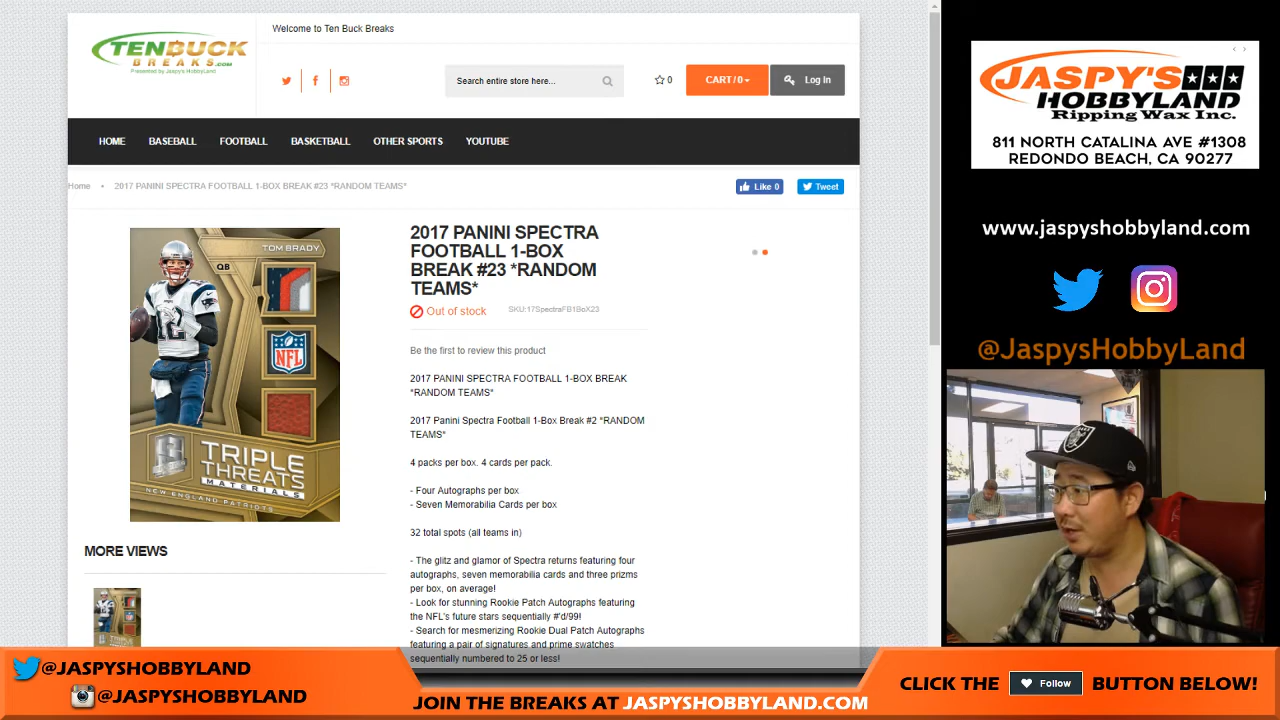 TENBUCK
BREAKS.COM
Presented by Jaspy's HobbyLand
Welcome to Ten Buck Breaks
Search entire store here...
0
CART / 0
Log In
HOME
BASEBALL
FOOTBALL
BASKETBALL
OTHER SPORTS
YOUTUBE
Home • 2017 PANINI SPECTRA FOOTBALL 1-BOX BREAK #23 *RANDOM TEAMS*
Like 0
Tweet
TOM BRADY
QB
NFL
TRIPLE
THREATS
MATERIALS
NEW ENGLAND PATRIOTS
MORE VIEWS
2017 PANINI SPECTRA
FOOTBALL 1-BOX
BREAK #23 *RANDOM
TEAMS*
Out of stock
SKU:17SpectraFB1BoX23
Be the first to review this product
2017 PANINI SPECTRA FOOTBALL 1-BOX BREAK
*RANDOM TEAMS*
2017 Panini Spectra Football 1-Box Break #2 *RANDOM
TEAMS*
4 packs per box. 4 cards per pack.
- Four Autographs per box
- Seven Memorabilia Cards per box
32 total spots (all teams in)
- The glitz and glamor of Spectra returns featuring four
autographs, seven memorabilia cards and three prizms
per box, on average!
- Look for stunning Rookie Patch Autographs featuring
the NFL's future stars sequentially #'d/99!
- Search for mesmerizing Rookie Dual Patch Autographs
featuring a pair of signatures and prime swatches
sequentially numbered to 25 or less!
JASPY'S
HOBBYLAND
Ripping Wax Inc.
811 NORTH CATALINA AVE #1308
REDONDO BEACH, CA 90277
www.jaspyshobbyland.com
@JaspysHobbyLand
@JASPYSHOBBYLAND
@JASPYSHOBBYLAND
JOIN THE BREAKS AT JASPYSHOBBYLAND.COM
CLICK THE Follow BUTTON BELOW!